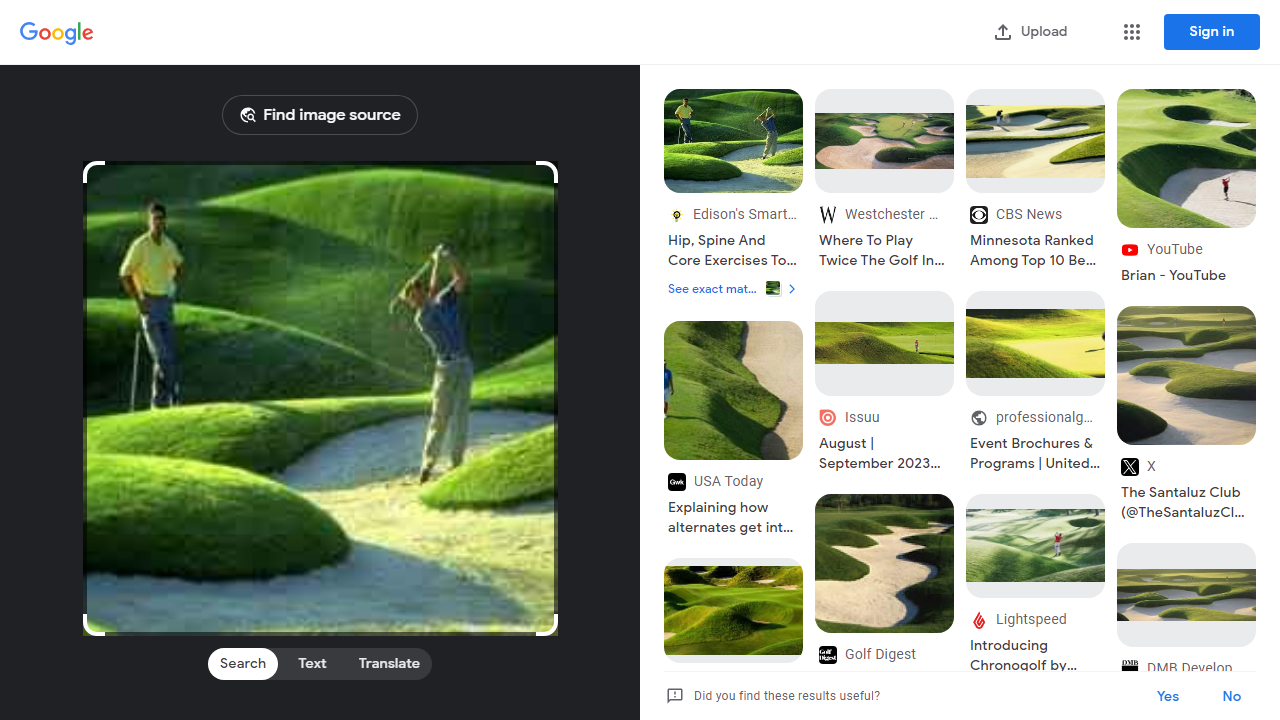 Google
Upload
Sign in
Find image source
Search
Text
Translate
Edison's Smart...
Hip, Spine And
Core Exercises To...
See exact mat...
USA Today
Explaining how
alternates get int...
Westchester ...
Where To Play
Twice The Golf In...
Issuu
August |
September 2023...
Golf Digest
CBS News
Minnesota Ranked
Among Top 10 Be...
professionalg...
Event Brochures &
Programs | United...
Lightspeed
Introducing
Chronogolf by...
YouTube
Brian - YouTube
X
The Santaluz Club
(@TheSantaluzCl...
DMB Develop...
Did you find these results useful?
Yes
No